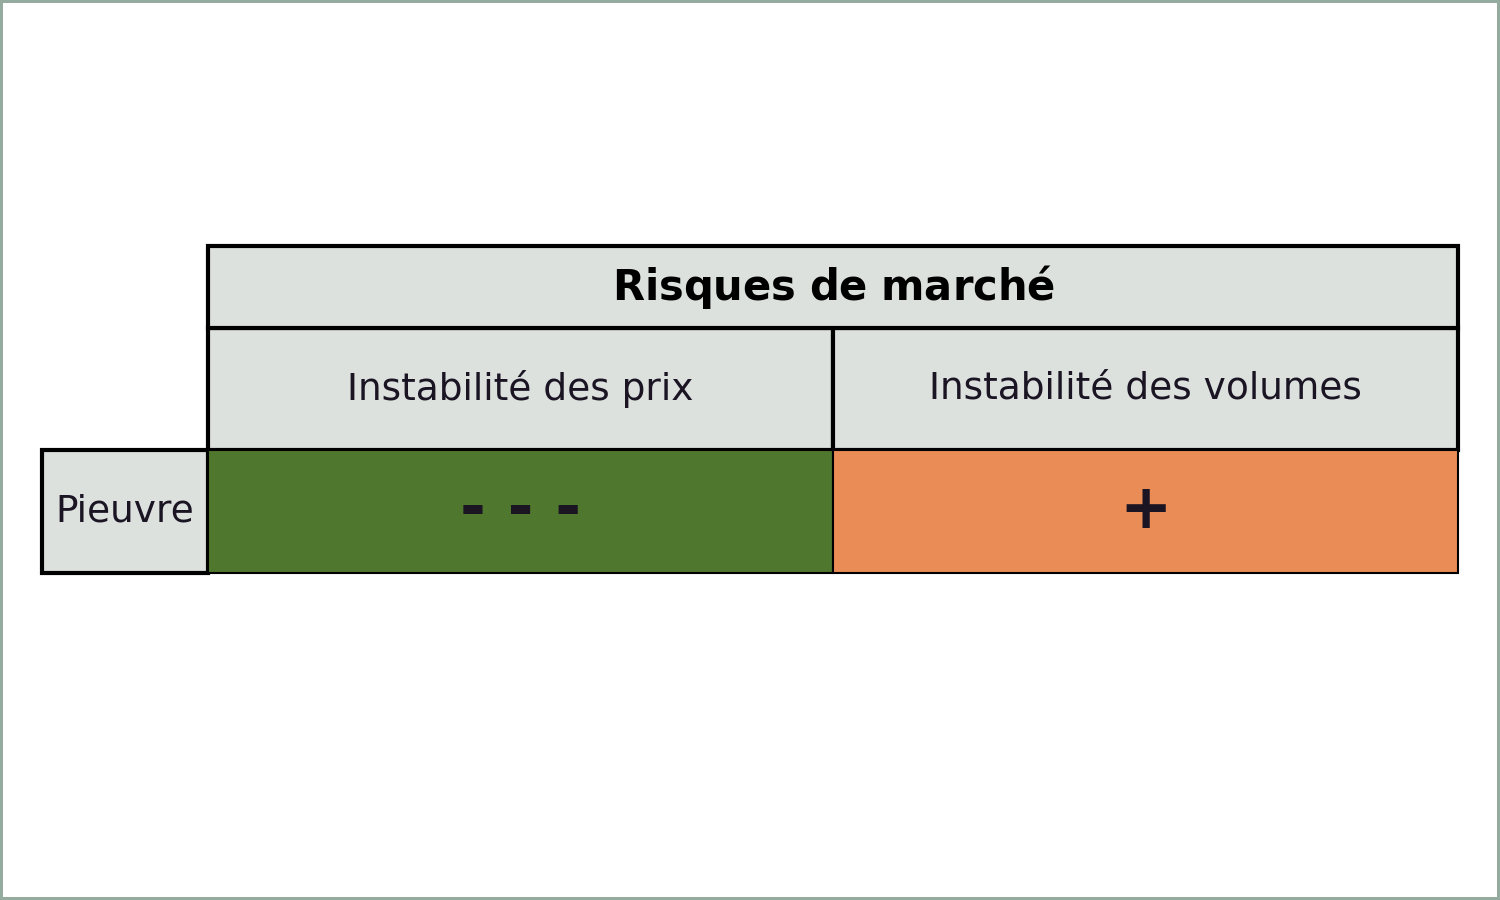 Risques de marché
Instabilité des prix
Instabilité des volumes
Pieuvre
- - -
+